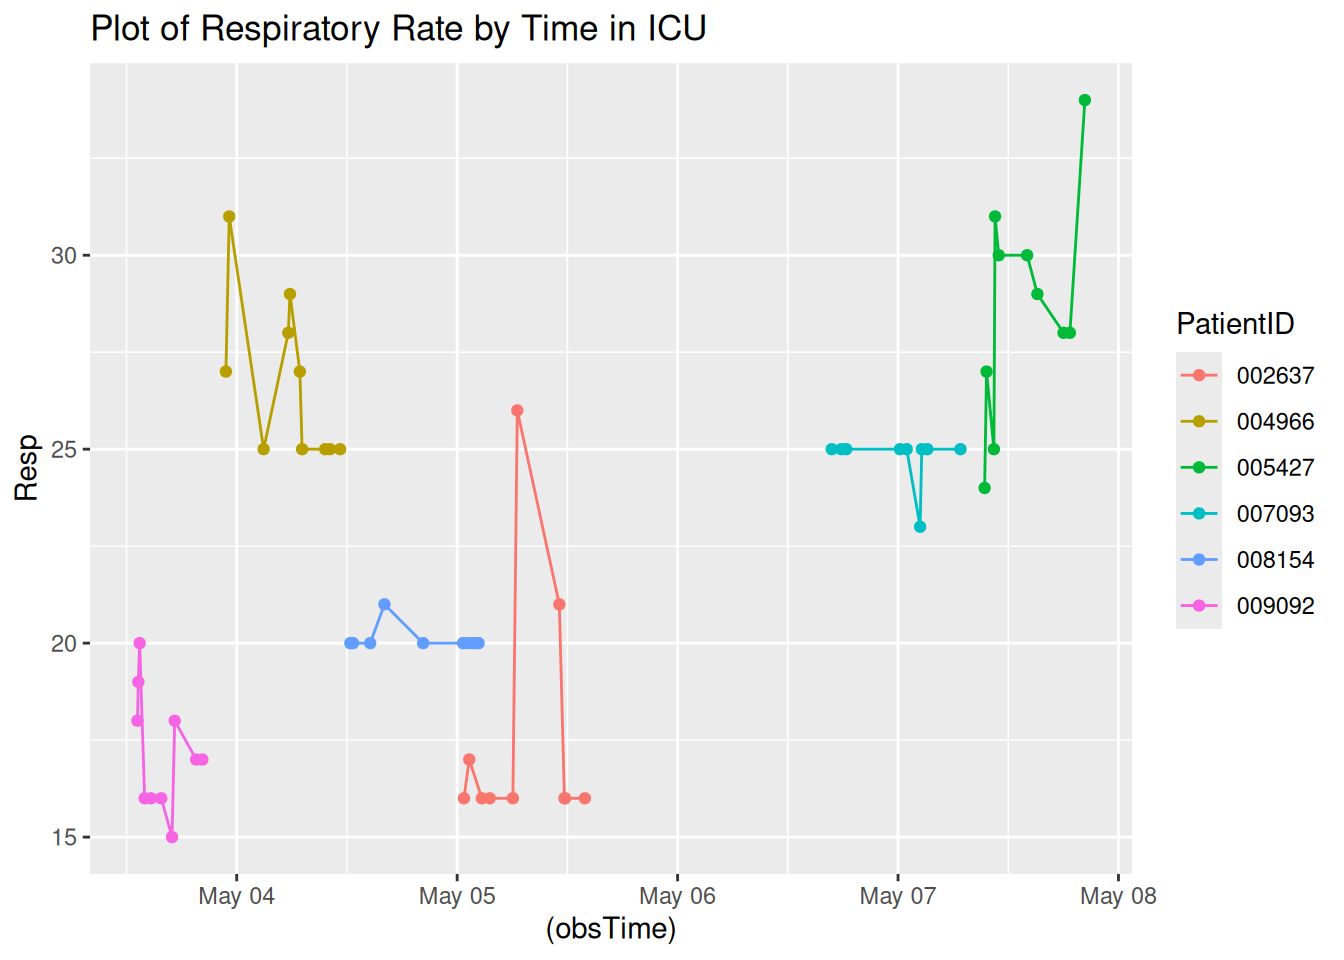 Plot of Respiratory Rate by Time in ICU
Resp
30
25
20
15
May 04
May 05
May 06
May 07
May 08
(obsTime)
PatientID
002637
004966
005427
007093
008154
009092